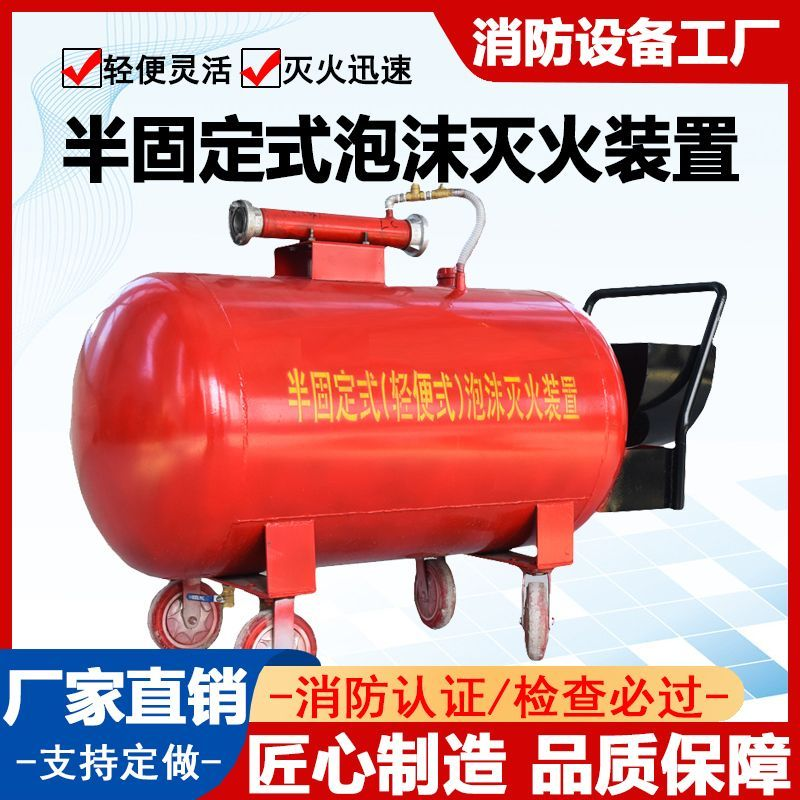 消防设备工厂
轻便灵活 灭火迅速
半固定式泡沫灭火装置
半固定式(轻便式)泡沫灭火装置
厂家直销
-支持定做-
-消防认证/检查必过-
匠心制造 品质保障